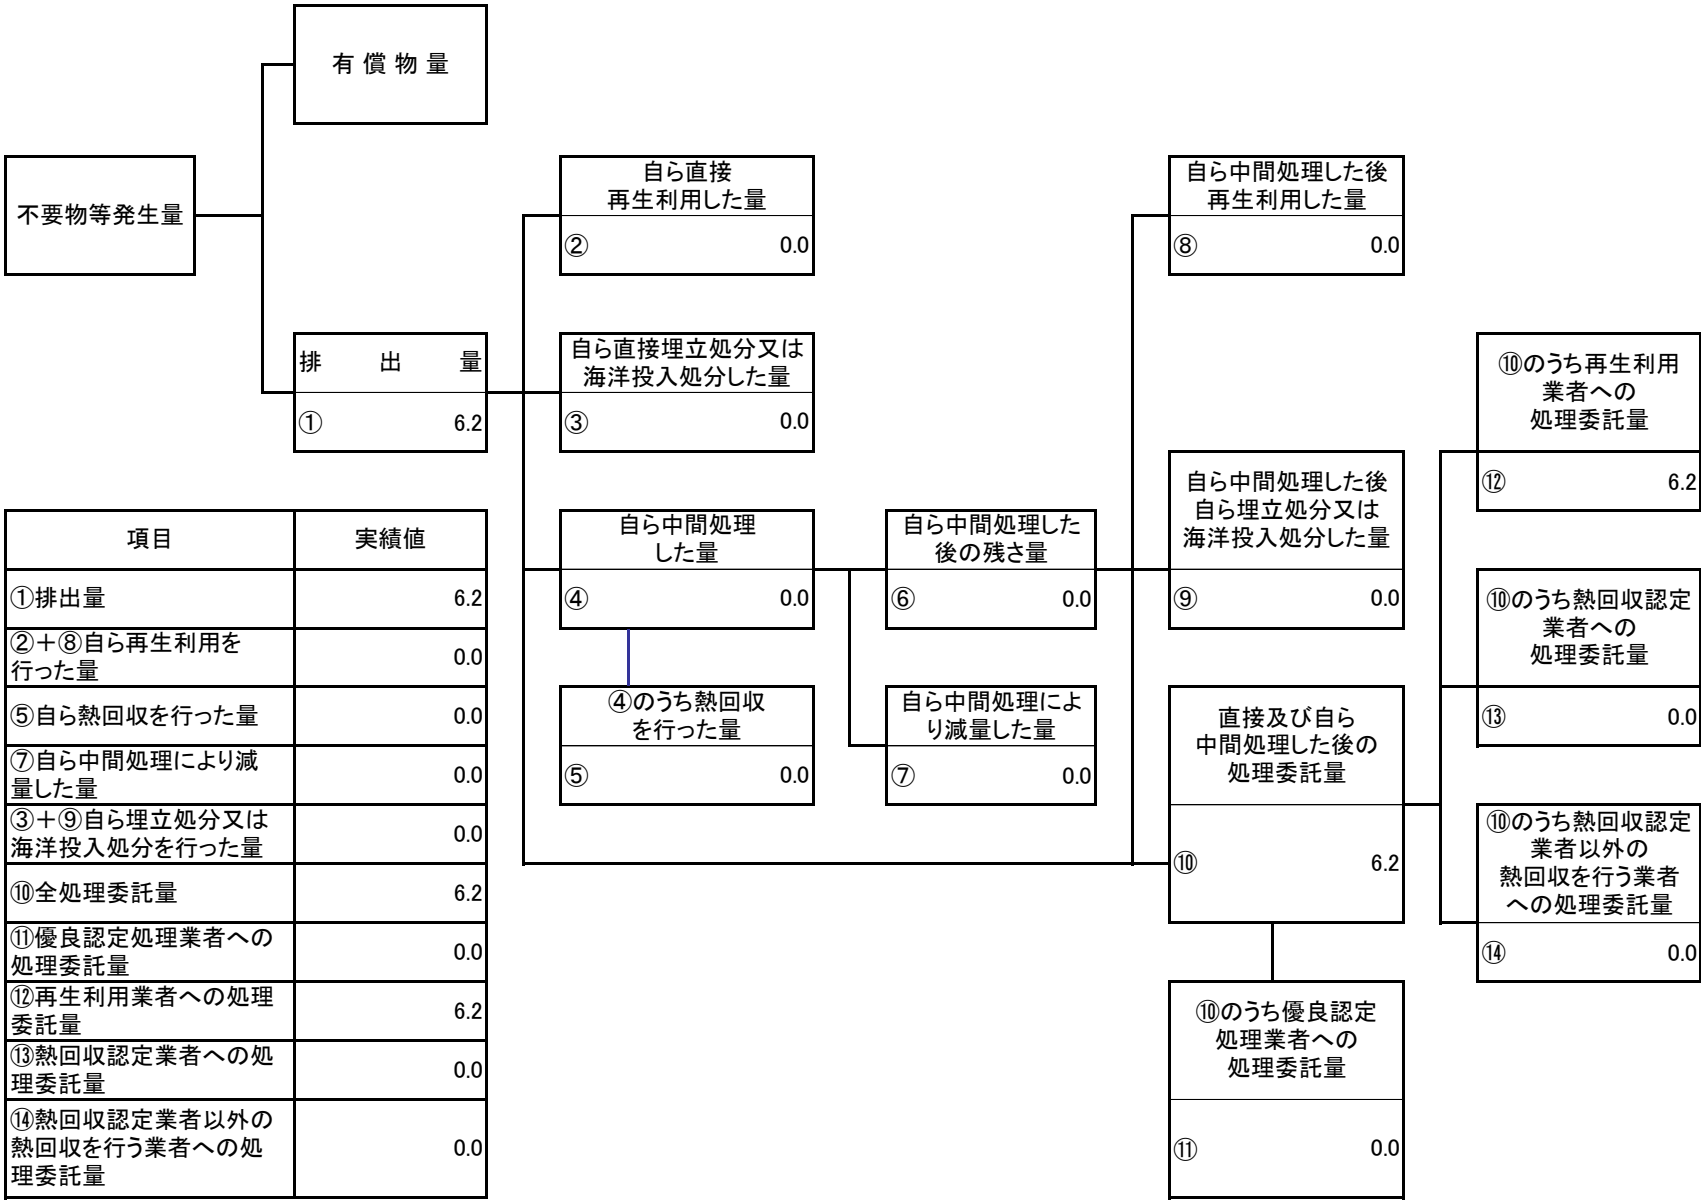 有 償 物 量
不要物等発生量
自ら直接
再生利用した量
② 0.0
自ら中間処理した後
再生利用した量
⑧ 0.0
排 出 量
① 6.2
自ら直接埋立処分又は
海洋投入処分した量
③ 0.0
⑩のうち再生利用
業者への
処理委託量
⑫ 6.2
自ら中間処理
した量
④ 0.0
自ら中間処理した
後の残さ量
⑥ 0.0
自ら中間処理した後
自ら埋立処分又は
海洋投入処分した量
⑨ 0.0
⑩のうち熱回収認定
業者への
処理委託量
⑬ 0.0
④のうち熱回収
を行った量
⑤ 0.0
自ら中間処理によ
り減量した量
⑦ 0.0
直接及び自ら
中間処理した後の
処理委託量
⑩ 6.2
⑩のうち熱回収認定
業者以外の
熱回収を行う業者
への処理委託量
⑭ 0.0
⑩のうち優良認定
処理業者への
処理委託量
⑪ 0.0
項目 実績値
①排出量 6.2
②+⑧自ら再生利用を
行った量 0.0
⑤自ら熱回収を行った量 0.0
⑦自ら中間処理により減
量した量 0.0
③+⑨自ら埋立処分又は
海洋投入処分を行った量 0.0
⑩全処理委託量 6.2
⑪優良認定処理業者への
処理委託量 0.0
⑫再生利用業者への処理
委託量 6.2
⑬熱回収認定業者への処
理委託量 0.0
⑭熱回収認定業者以外の
熱回収を行う業者への処
理委託量 0.0